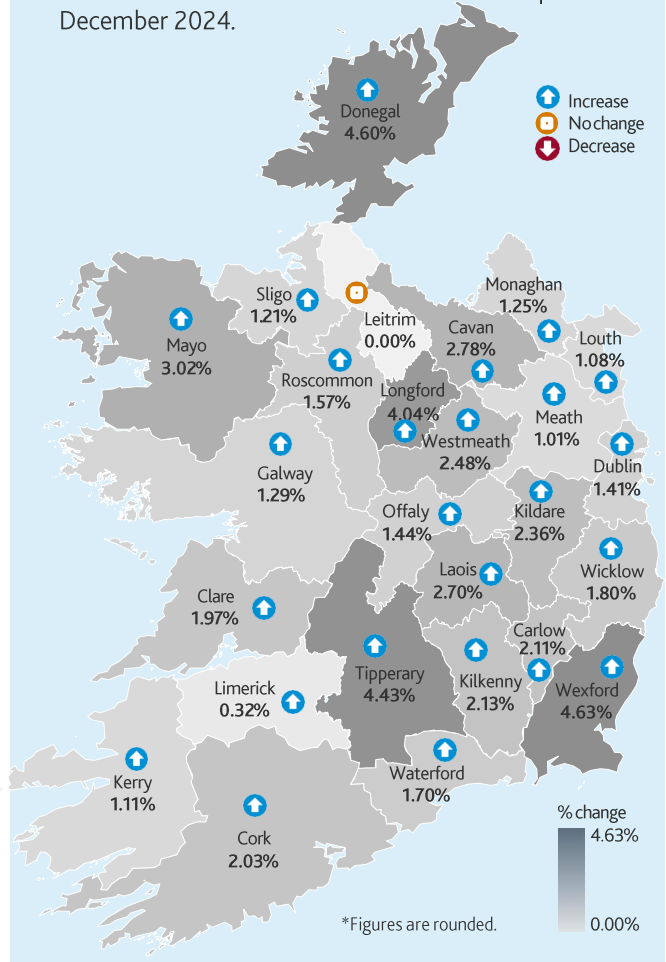 December 2024.
Increase
No change
Decrease
Donegal
4.60%
Monaghan
1.25%
Sligo
1.21%
Leitrim
0.00%
Cavan
2.78%
Louth
1.08%
Mayo
3.02%
Roscommon
1.57%
Longford
4.04%
Meath
1.01%
Westmeath
2.48%
Galway
1.29%
Dublin
1.41%
Offaly
1.44%
Kildare
2.36%
Laois
2.70%
Wicklow
1.80%
Clare
1.97%
Carlow
2.11%
Tipperary
4.43%
Kilkenny
2.13%
Wexford
4.63%
Limerick
0.32%
Kerry
1.11%
Waterford
1.70%
Cork
2.03%
% change
4.63%
0.00%
*Figures are rounded.